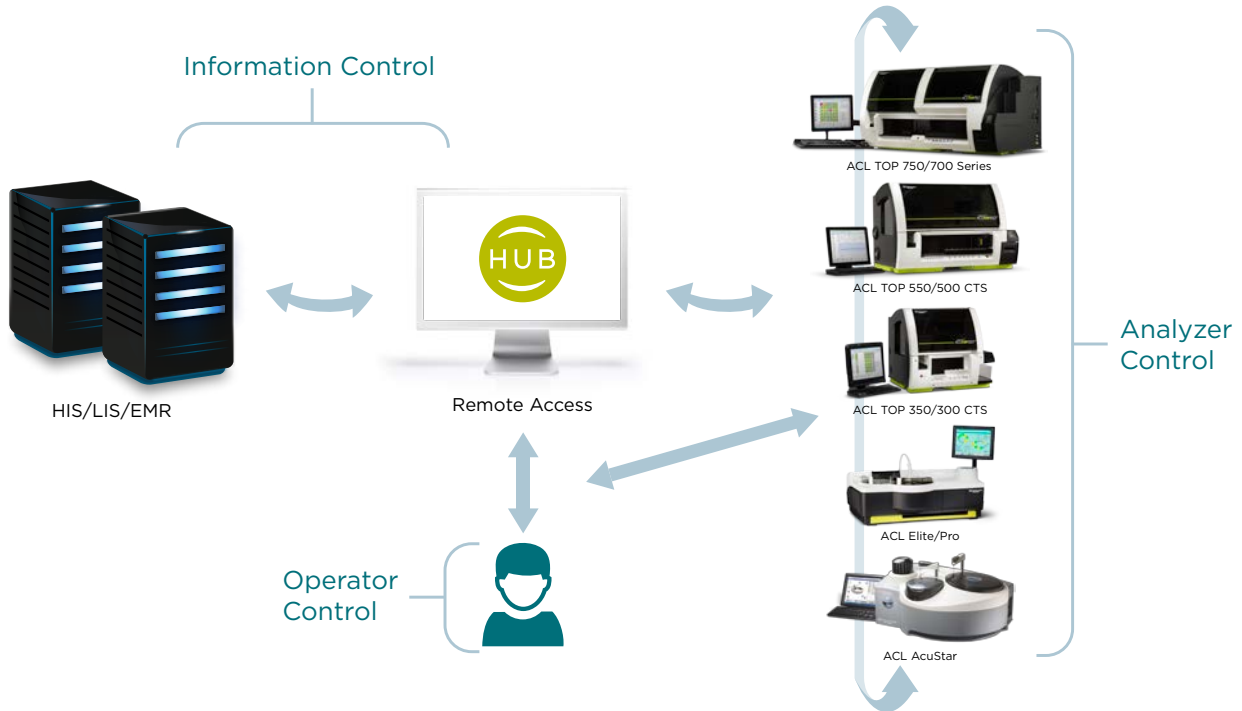 Information Control
HUB
HIS/LIS/EMR
Remote Access
Operator
Control
ACL TOP 750/700 Series
ACL TOP 550/500 CTS
ACL TOP 350/300 CTS
ACL Elite/Pro
ACL AcuStar
Analyzer
Control